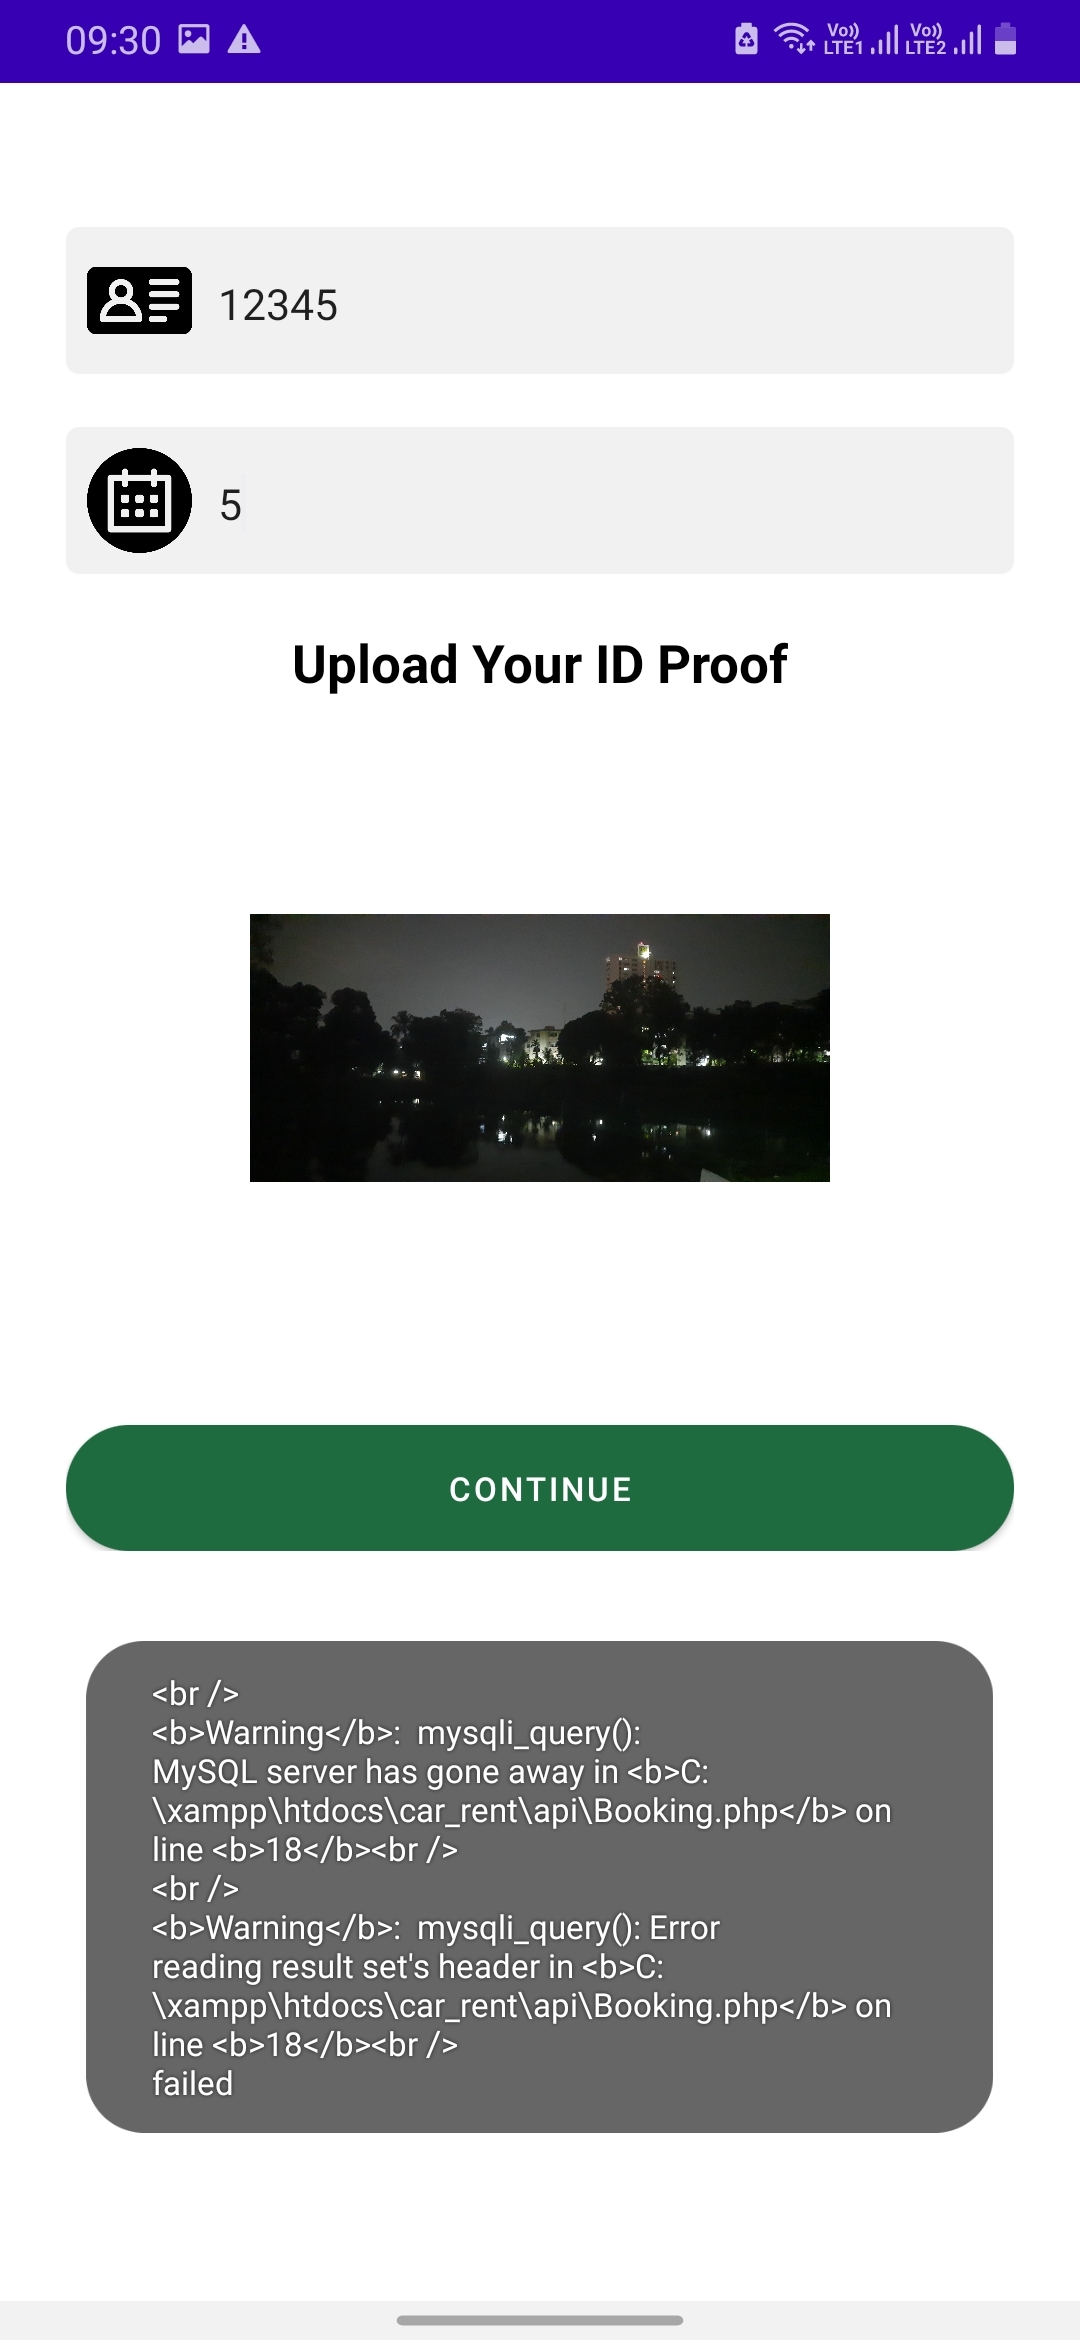 09:30 Vo)) LTE1 Vo)) LTE2
12345
5
Upload Your ID Proof
CONTINUE
<br />
<b>Warning</b>:  mysqli_query():
MySQL server has gone away in <b>C:
\xampp\htdocs\car_rent\api\Booking.php</b> on
line <b>18</b><br />
<br />
<b>Warning</b>:  mysqli_query(): Error
reading result set's header in <b>C:
\xampp\htdocs\car_rent\api\Booking.php</b> on
line <b>18</b><br />
failed